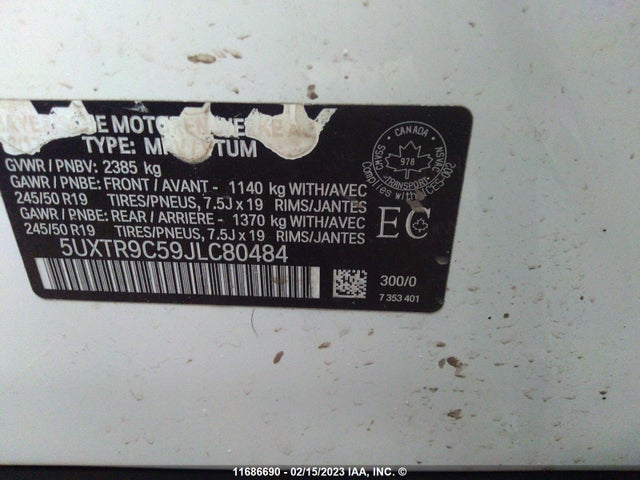 GVWR / PNBV: 2385 kg
GAWR / PNBE: FRONT / AVANT - 1140 kg WITH/AVEC
245/50 R19 TIRES/PNEUS, 7.5J x 19 RIMS/JANTES
GAWR / PNBE: REAR / ARRIERE - 1370 kg WITH/AVEC
245/50 R19 TIRES/PNEUS, 7.5J x 19 RIMS/JANTES
5UXTR9C59JLC80484
TYPE:
CANADA
978
TRANSPORT
EC
300/0
7 353 401
11686690 - 02/15/2023 IAA, INC. ©